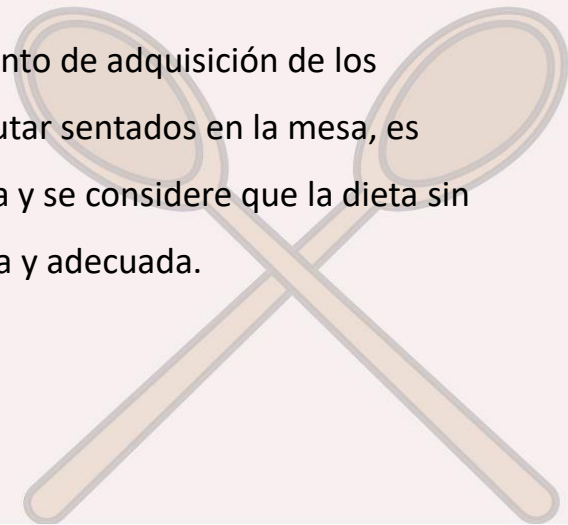 nto de adquisición de los
utar sentados en la mesa, es
a y se considere que la dieta sin
a y adecuada.